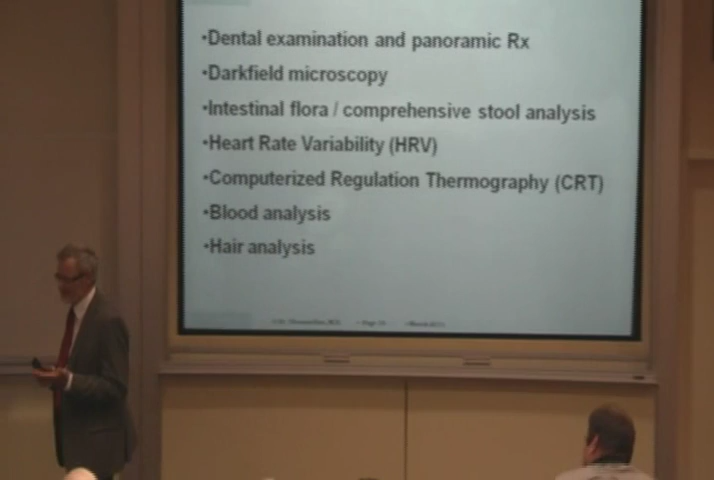 •Dental examination and panoramic Rx
•Darkfield microscopy
•Intestinal flora / comprehensive stool analysis
•Heart Rate Variability (HRV)
•Computerized Regulation Thermography (CRT)
•Blood analysis
•Hair analysis